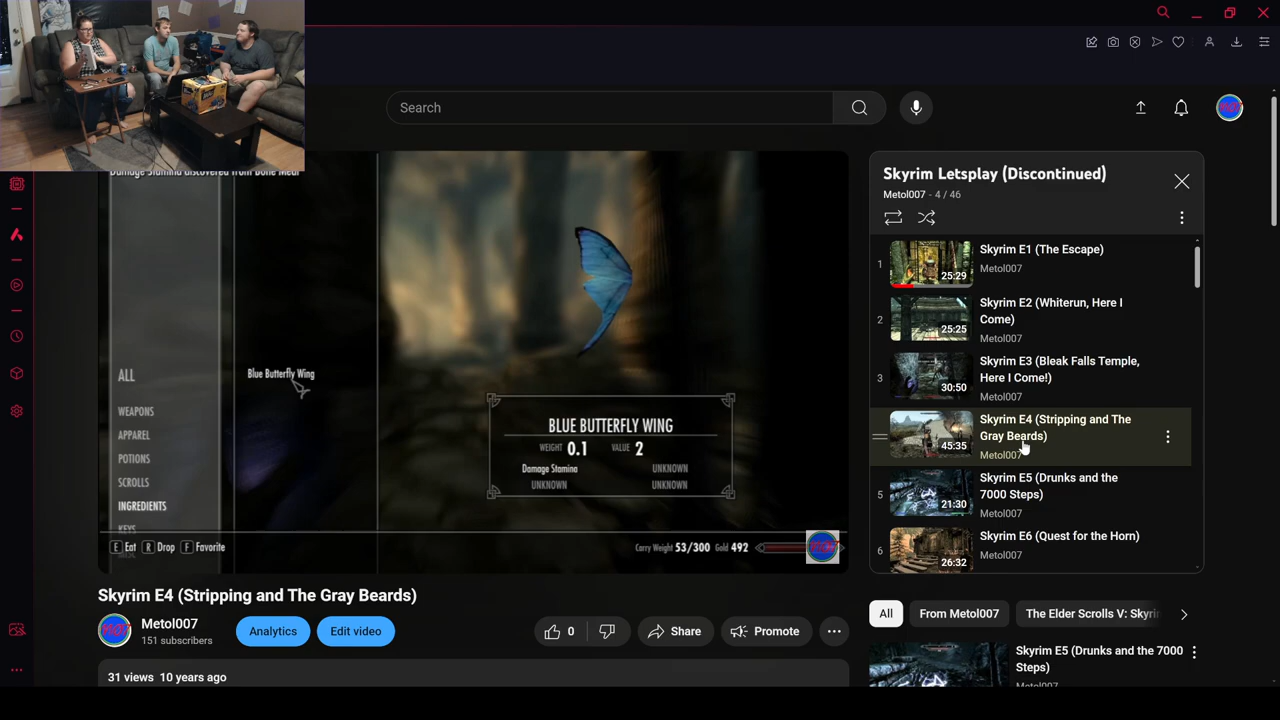 Search
Damage Stamina discovered from Bone Meal
ALL
WEAPONS
APPAREL
POTIONS
SCROLLS
INGREDIENTS
KEYS
Blue Butterfly Wing
BLUE BUTTERFLY WING
WEIGHT 0.1 VALUE 2
Damage Stamina UNKNOWN
UNKNOWN UNKNOWN
E Eat R Drop F Favorite
Carry Weight 53/300 Gold 492
Skyrim E4 (Stripping and The Gray Beards)
Metol007
151 subscribers
Analytics
Edit video
0
Share
Promote
31 views 10 years ago
Skyrim Letsplay (Discontinued)
Metol007 - 4 / 46
1
25:29
Skyrim E1 (The Escape)
Metol007
2
25:25
Skyrim E2 (Whiterun, Here I
Come)
Metol007
3
30:50
Skyrim E3 (Bleak Falls Temple,
Here I Come!)
Metol007
45:35
Skyrim E4 (Stripping and The
Gray Beards)
Metol007
5
21:30
Skyrim E5 (Drunks and the
7000 Steps)
Metol007
6
26:32
Skyrim E6 (Quest for the Horn)
Metol007
All
From Metol007
The Elder Scrolls V: Skyrim
Skyrim E5 (Drunks and the 7000
Steps)
Metol007